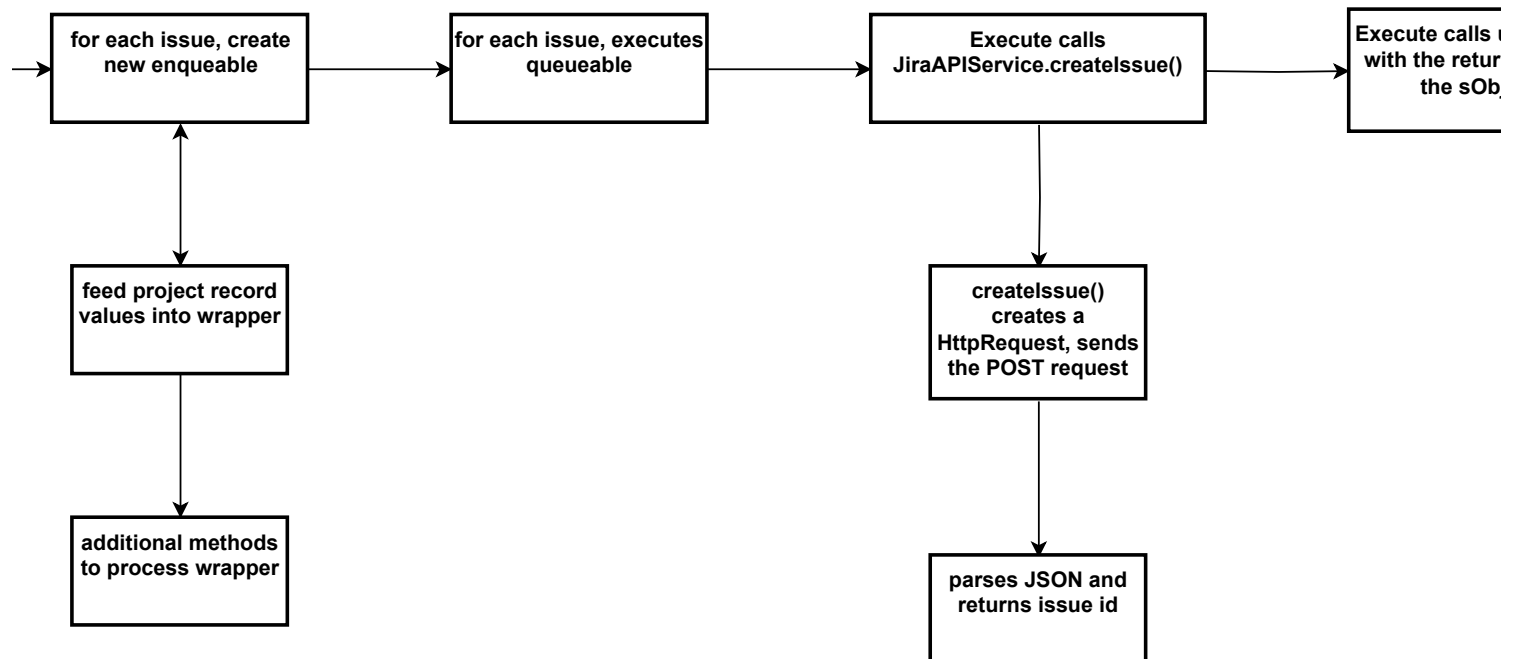 for each issue, create
new enqueable
for each issue, executes
queueable
Execute calls
JiraAPIService.createIssue()
Execute calls
with the
the
feed project record
values into wrapper
createIssue()
creates a
HttpRequest, sends
the POST request
additional methods
to process wrapper
parses JSON and
returns issue id